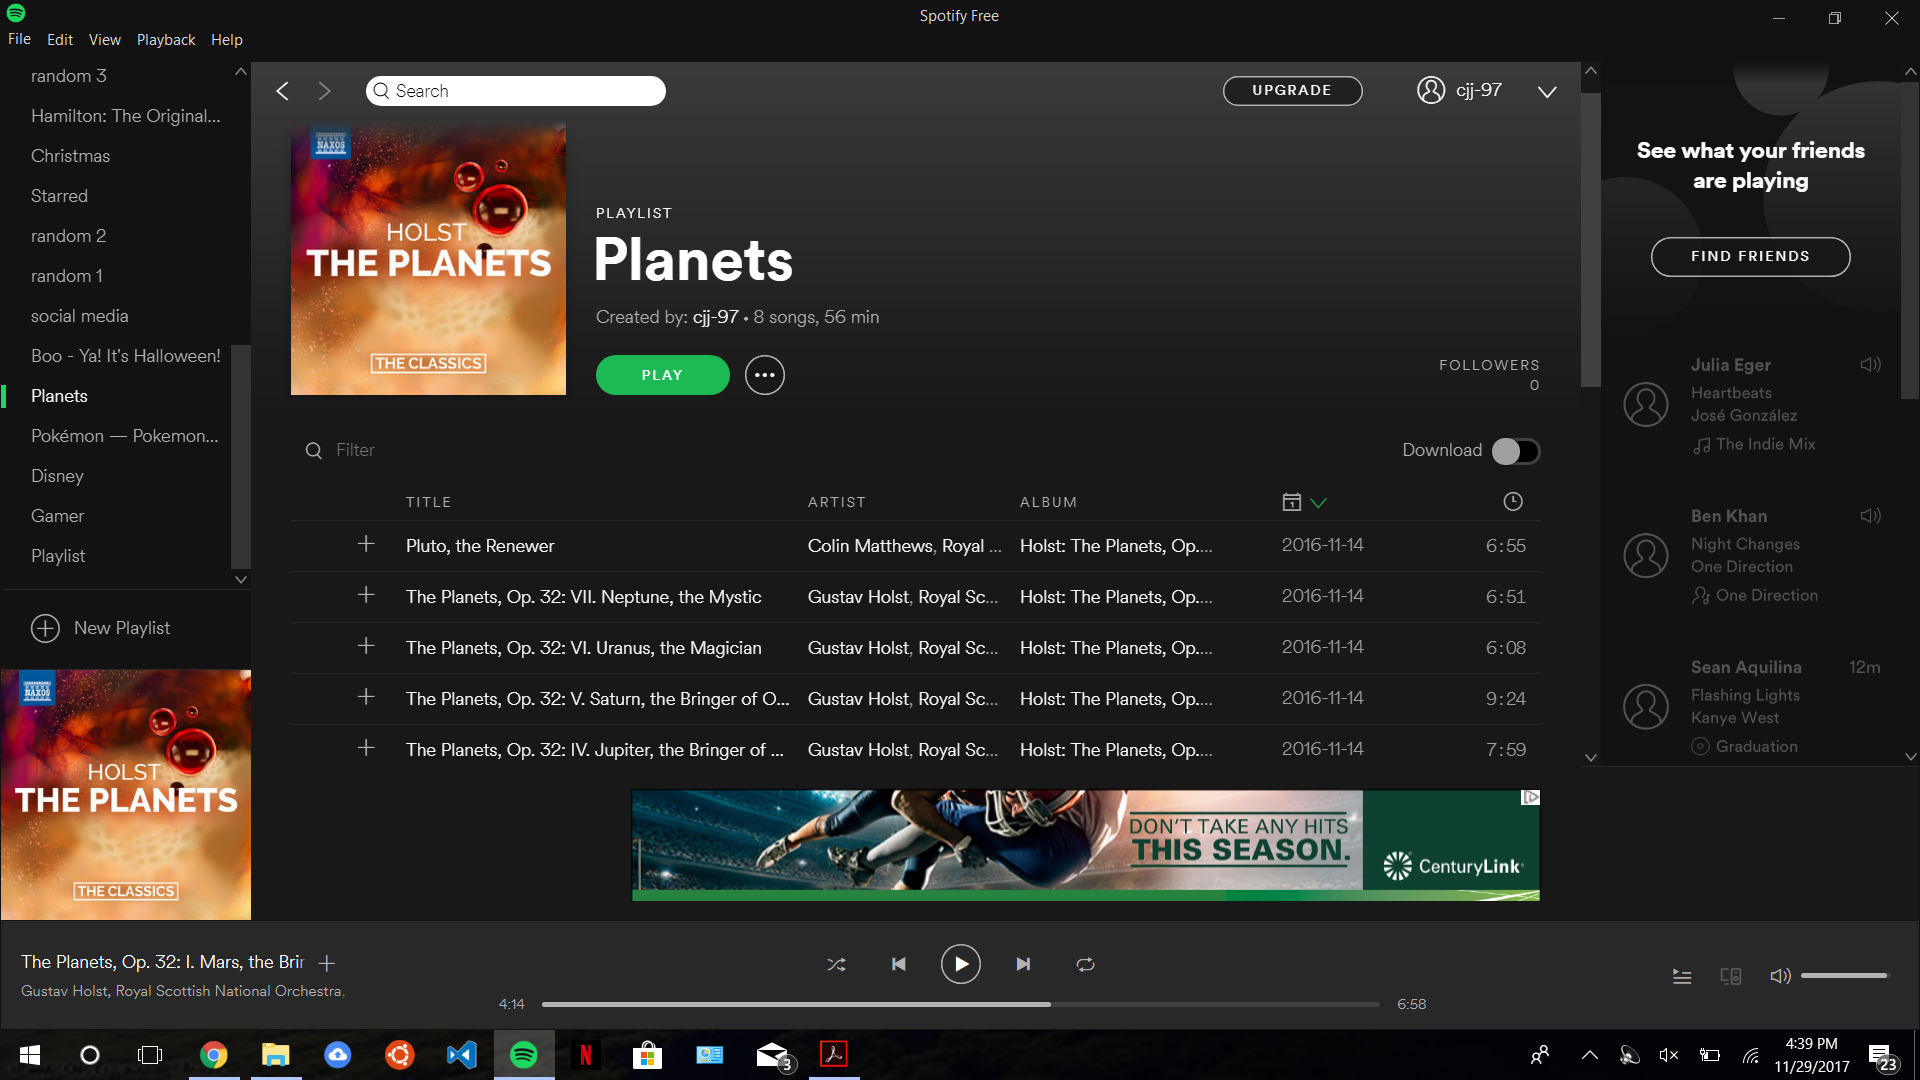 Spotify Free
File Edit View Playback Help
random 3
Hamilton: The Original...
Christmas
Starred
random 2
random 1
social media
Boo - Ya! It's Halloween!
Planets
Pokémon — Pokemon...
Disney
Gamer
Playlist
New Playlist
NAXOS
HOLST
THE PLANETS
THE CLASSICS
Search
UPGRADE
cjj-97
NAXOS
HOLST
THE PLANETS
THE CLASSICS
PLAYLIST
Planets
Created by: cjj-97 • 8 songs, 56 min
PLAY
FOLLOWERS
0
Filter
Download
TITLE ARTIST ALBUM
Pluto, the Renewer Colin Matthews, Royal ... Holst: The Planets, Op.... 2016-11-14 6:55
The Planets, Op. 32: VII. Neptune, the Mystic Gustav Holst, Royal Sc... Holst: The Planets, Op.... 2016-11-14 6:51
The Planets, Op. 32: VI. Uranus, the Magician Gustav Holst, Royal Sc... Holst: The Planets, Op.... 2016-11-14 6:08
The Planets, Op. 32: V. Saturn, the Bringer of O... Gustav Holst, Royal Sc... Holst: The Planets, Op.... 2016-11-14 9:24
The Planets, Op. 32: IV. Jupiter, the Bringer of ... Gustav Holst, Royal Sc... Holst: The Planets, Op.... 2016-11-14 7:59
DON'T TAKE ANY HITS
THIS SEASON.
CenturyLink
See what your friends
are playing
FIND FRIENDS
Julia Eger
Heartbeats
José González
The Indie Mix
Ben Khan
Night Changes
One Direction
One Direction
Sean Aquilina 12m
Flashing Lights
Kanye West
Graduation
The Planets, Op. 32: I. Mars, the Brin
Gustav Holst, Royal Scottish National Orchestra,
4:14
6:58
3
4:39 PM
11/29/2017
23